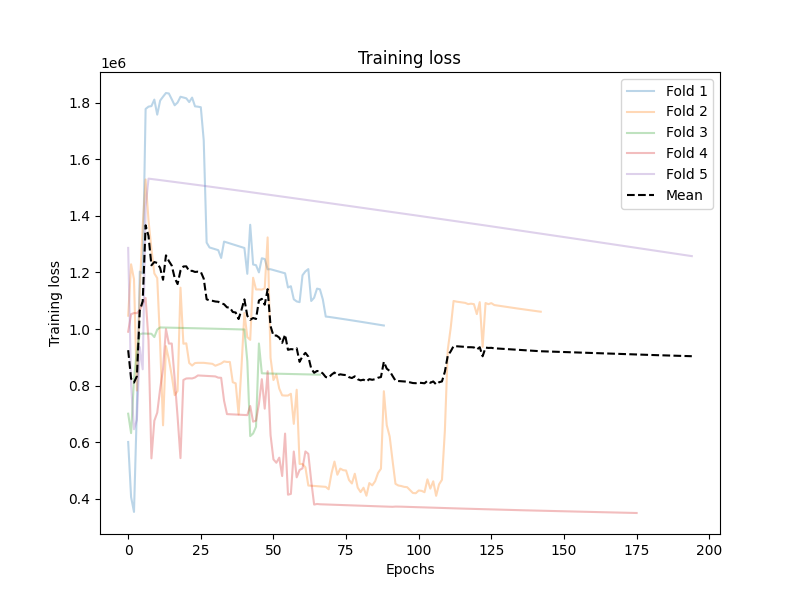 Training loss
1e6
Fold 1
Fold 2
Fold 3
Fold 4
Fold 5
Mean
1.8
1.6
1.4
1.2
1.0
0.8
0.6
0.4
Training loss
0 25 50 75 100 125 150 175 200
Epochs